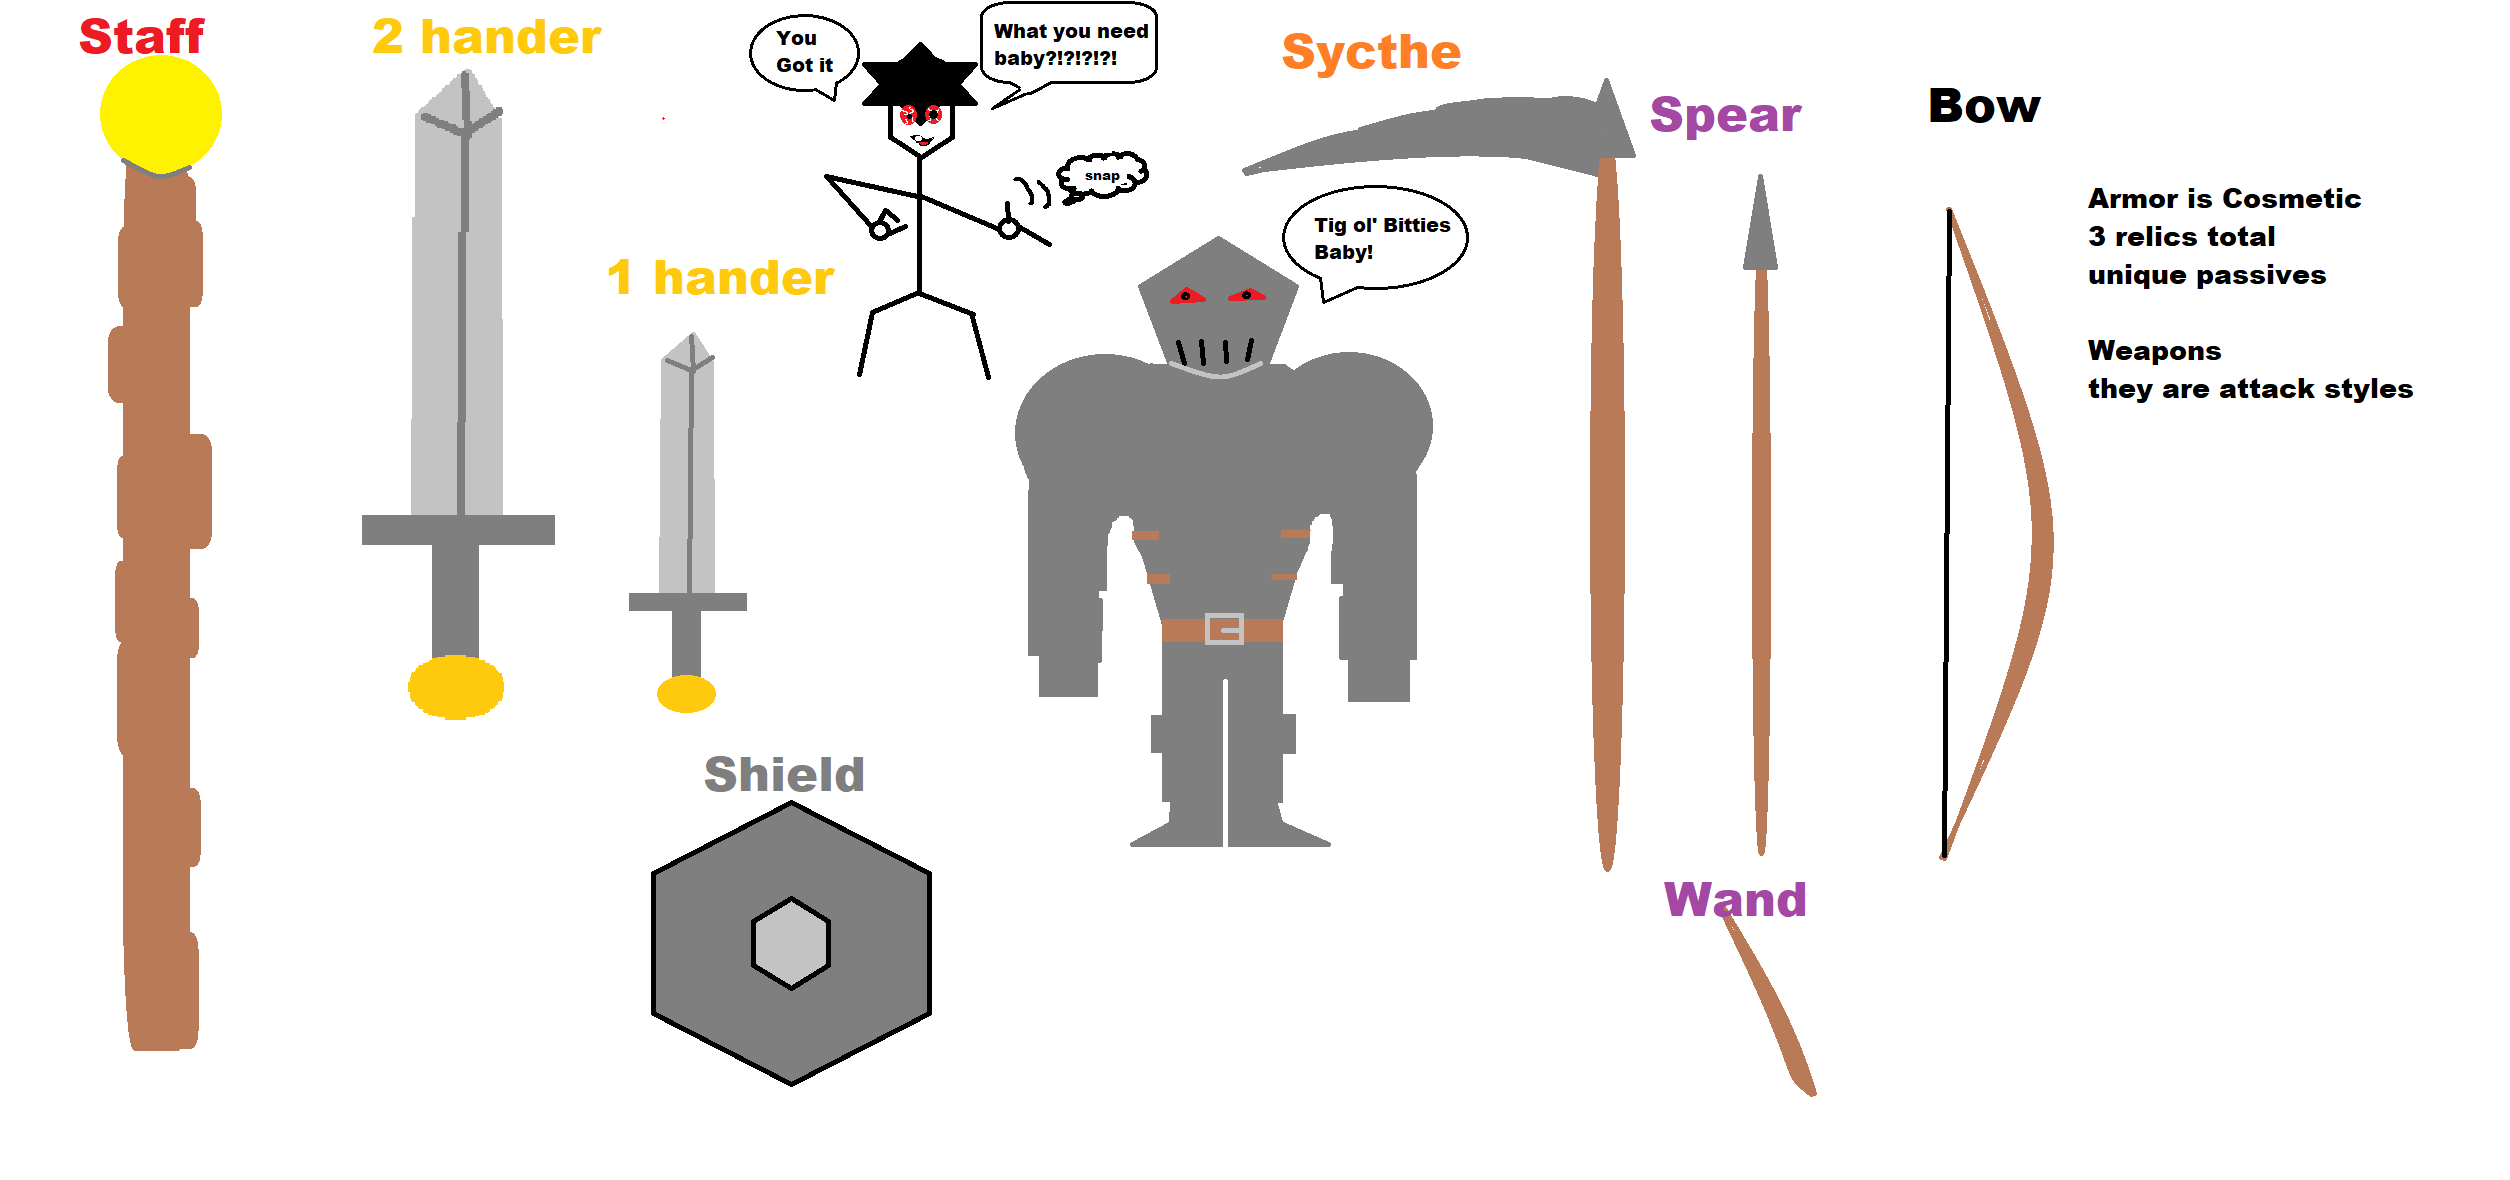 Staff
2 hander
You
Got it
What you need
baby?!?!?!?!
Sycthe
Spear
Bow
snap
Armor is Cosmetic
3 relics total
unique passives
Tig ol' Bitties
Baby!
1 hander
Weapons
they are attack styles
Shield
Wand